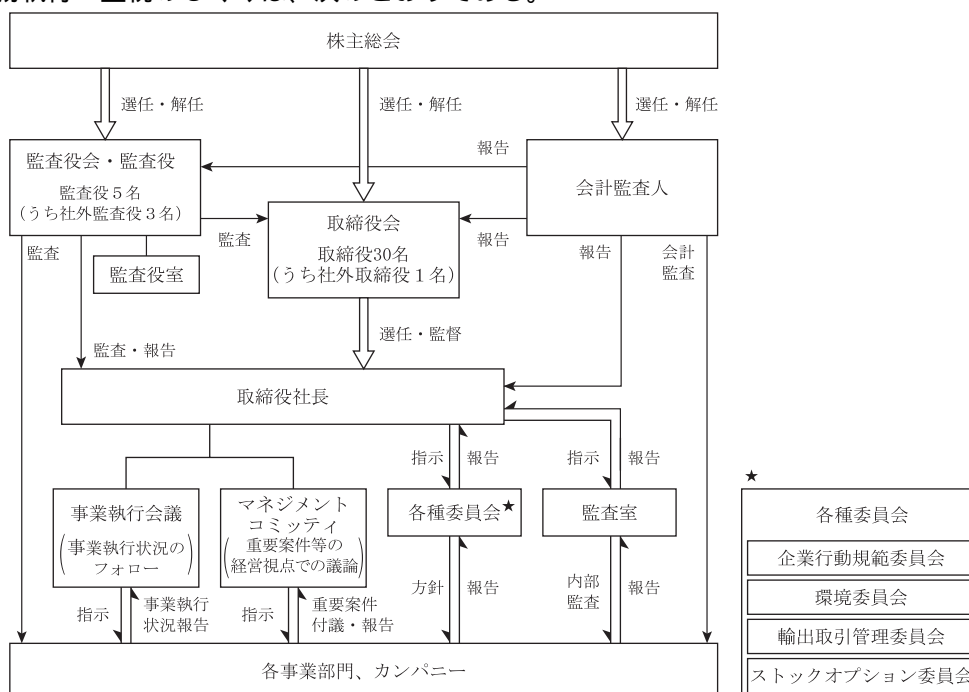 株主総会
選任・解任
選任・解任
選任・解任
監査役会・監査役
監査役５名
（うち社外監査役３名）
報告
会計監査人
取締役会
取締役30名
（うち社外取締役１名）
監査
報告
監査
監査役室
報告
会計
監査
選任・監督
監査・報告
取締役社長
指示
報告
指示
報告
事業執行会議
（事業執行状況の
フォロー）
マネジメント
コミッティ
（重要案件等の
経営視点での議論）
各種委員会★
監査室
指示
事業執行
状況報告
指示
重要案件
付議・報告
方針
報告
内部
監査
報告
各事業部門、カンパニー
★
各種委員会
企業行動規範委員会
環境委員会
輸出取引管理委員会
ストックオプション委員会